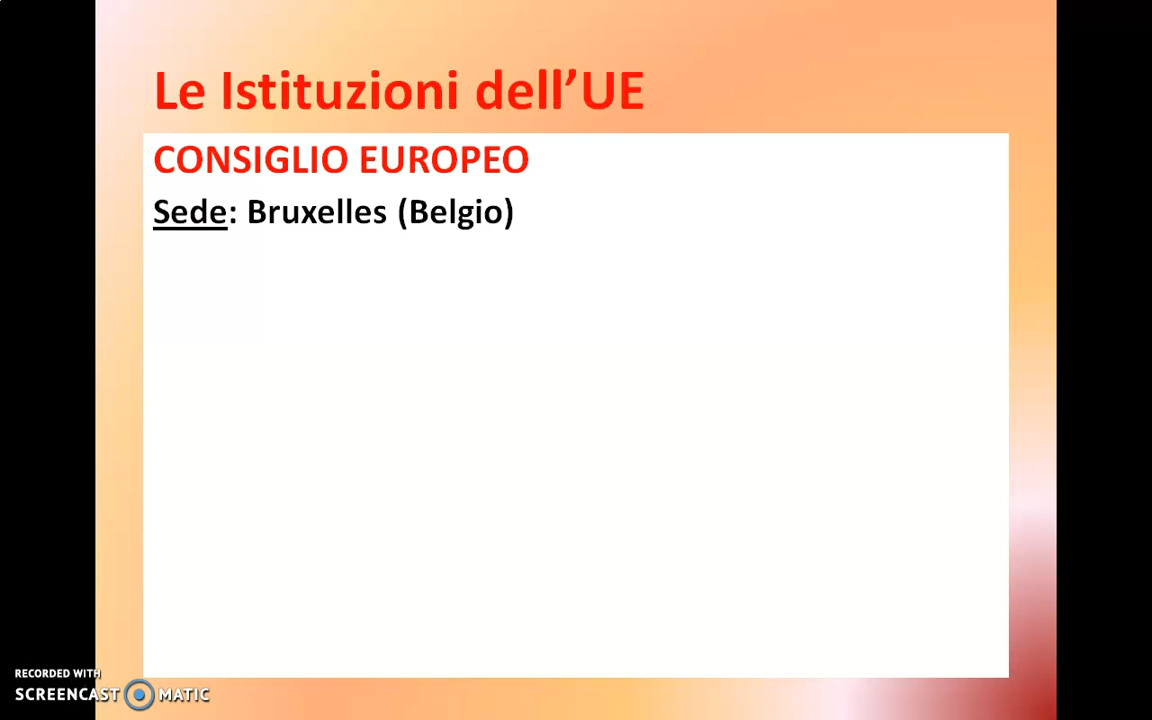 Le Istituzioni dell’UE
CONSIGLIO EUROPEO
Sede: Bruxelles (Belgio)
RECORDED WITH
SCREENCAST MATIC